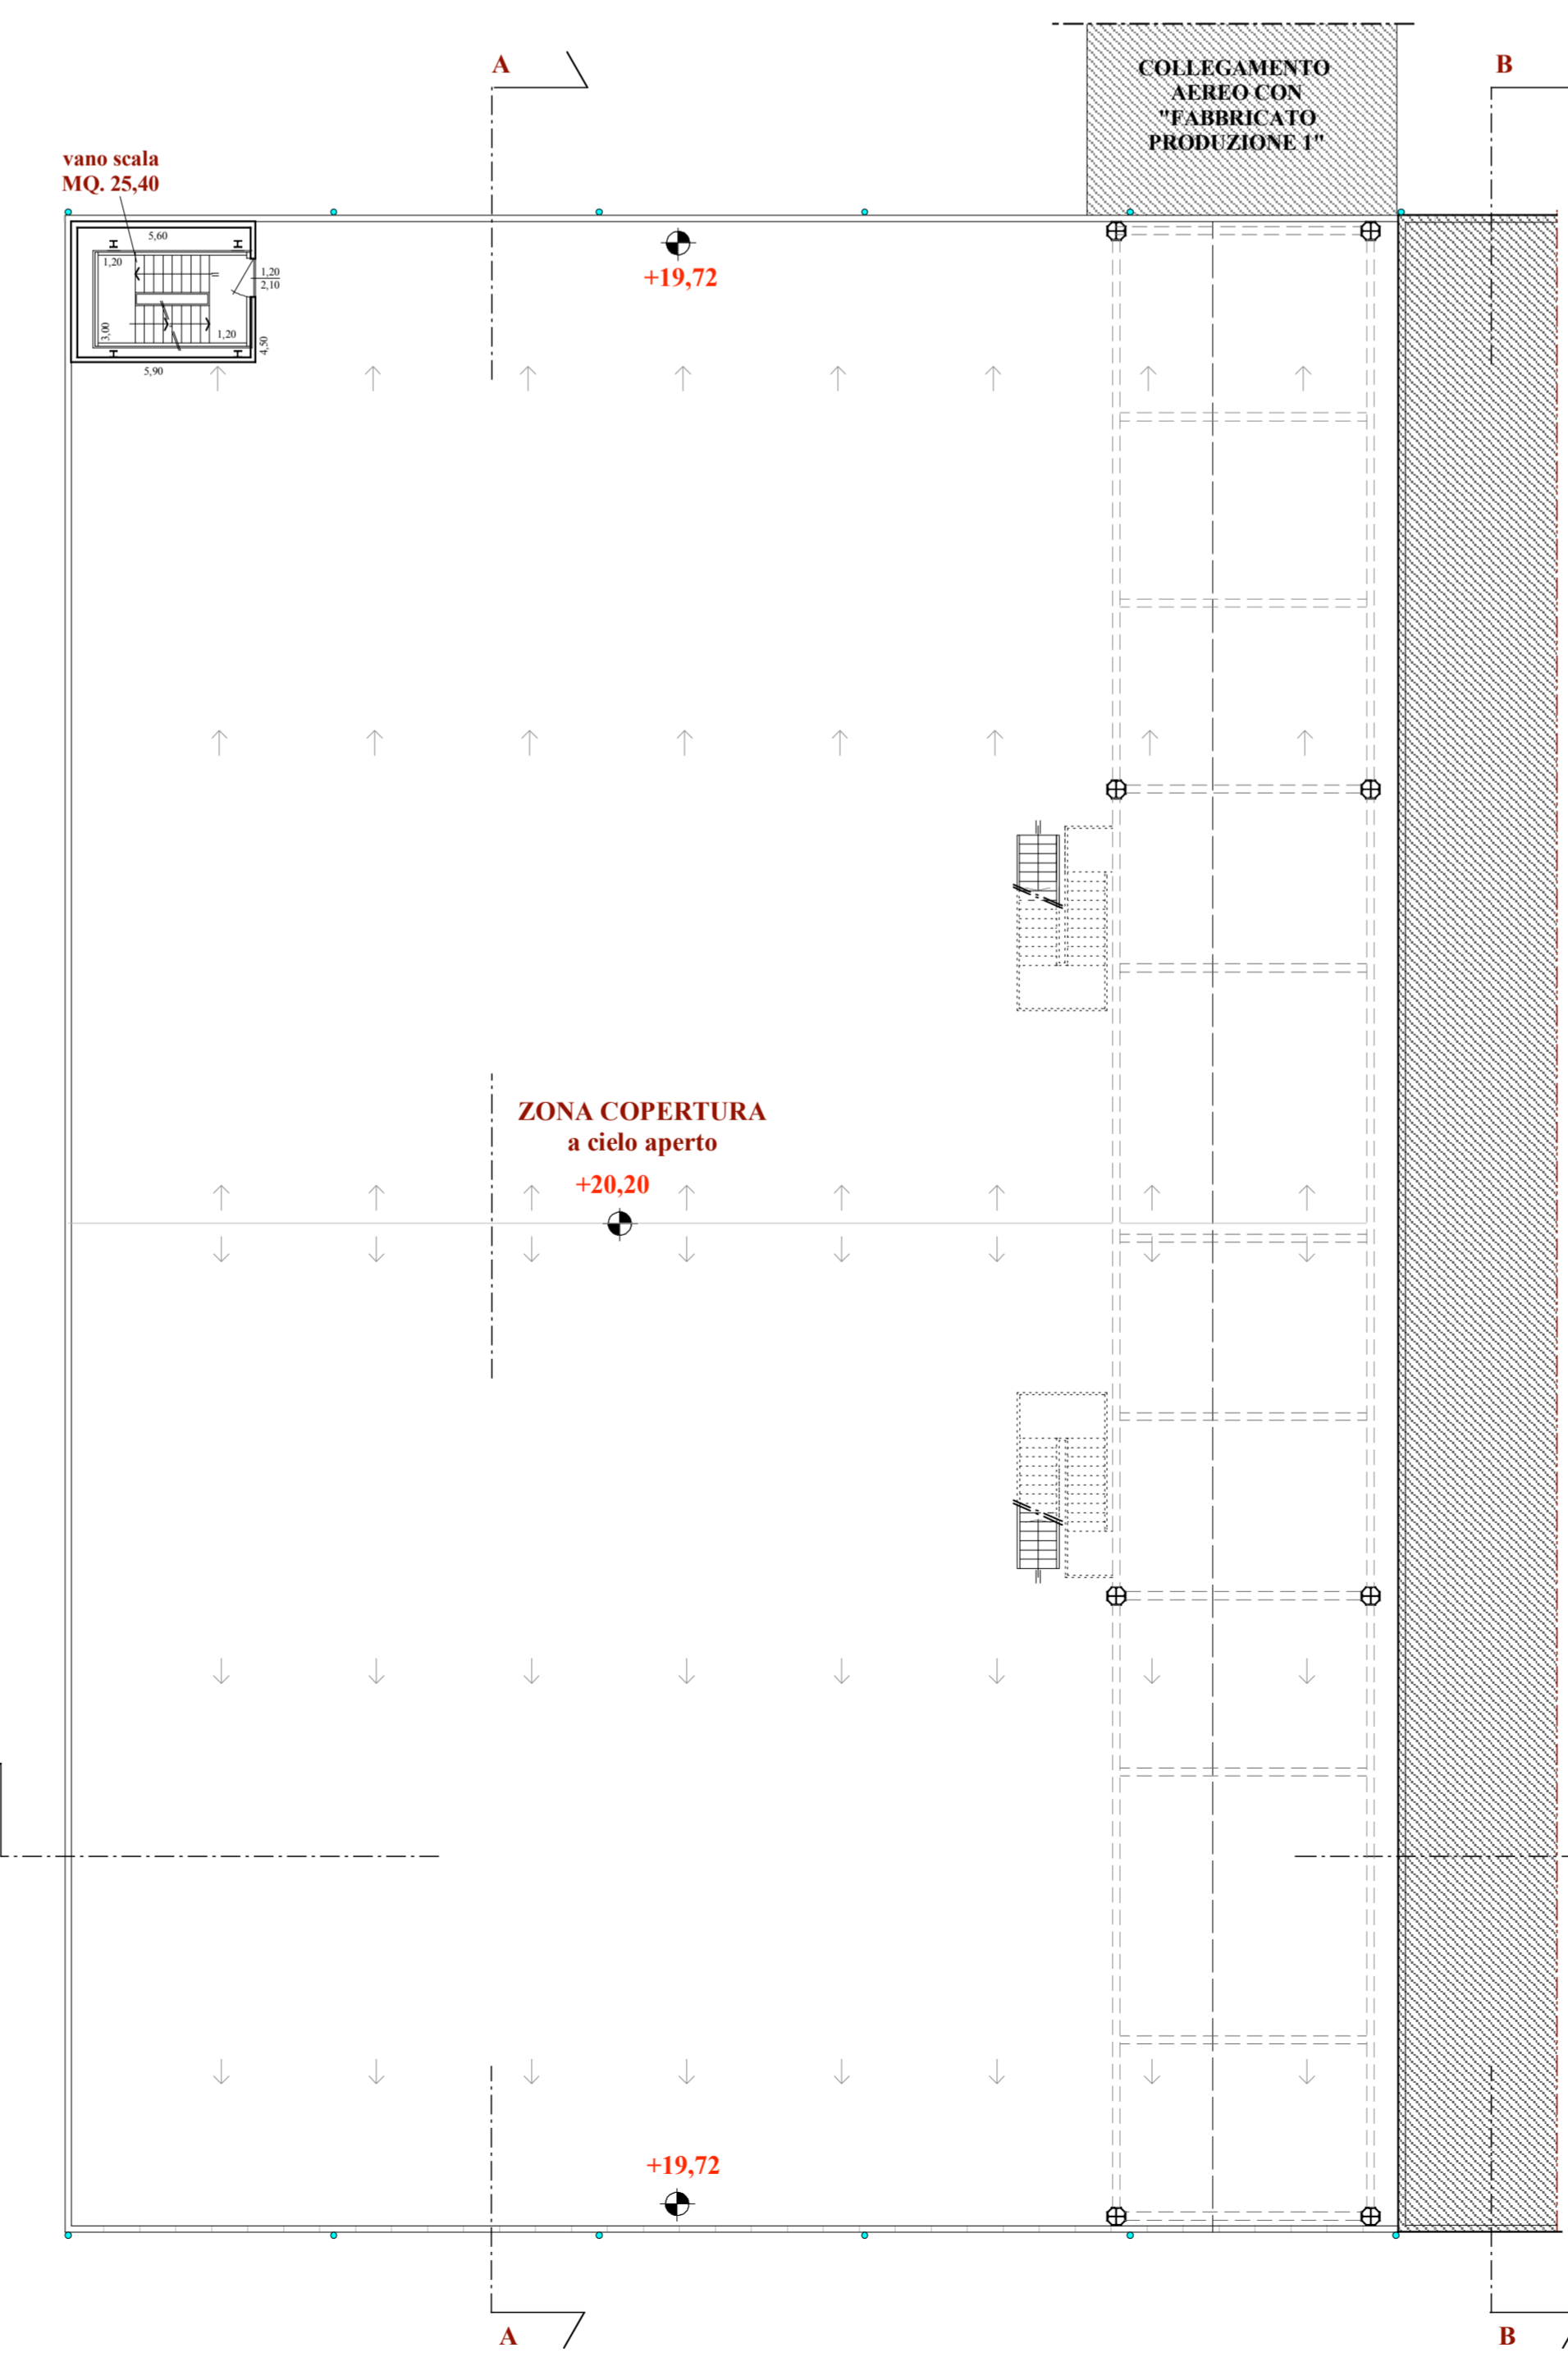 A
COLLEGAMENTO
AEREO CON
"FABBRICATO
PRODUZIONE 1"
B
vano scala
MQ. 25,40
5,60
1,20
1,20
2,10
3,00
1,20
4,50
5,90
+19,72
ZONA COPERTURA
a cielo aperto
+20,20
+19,72
A
B